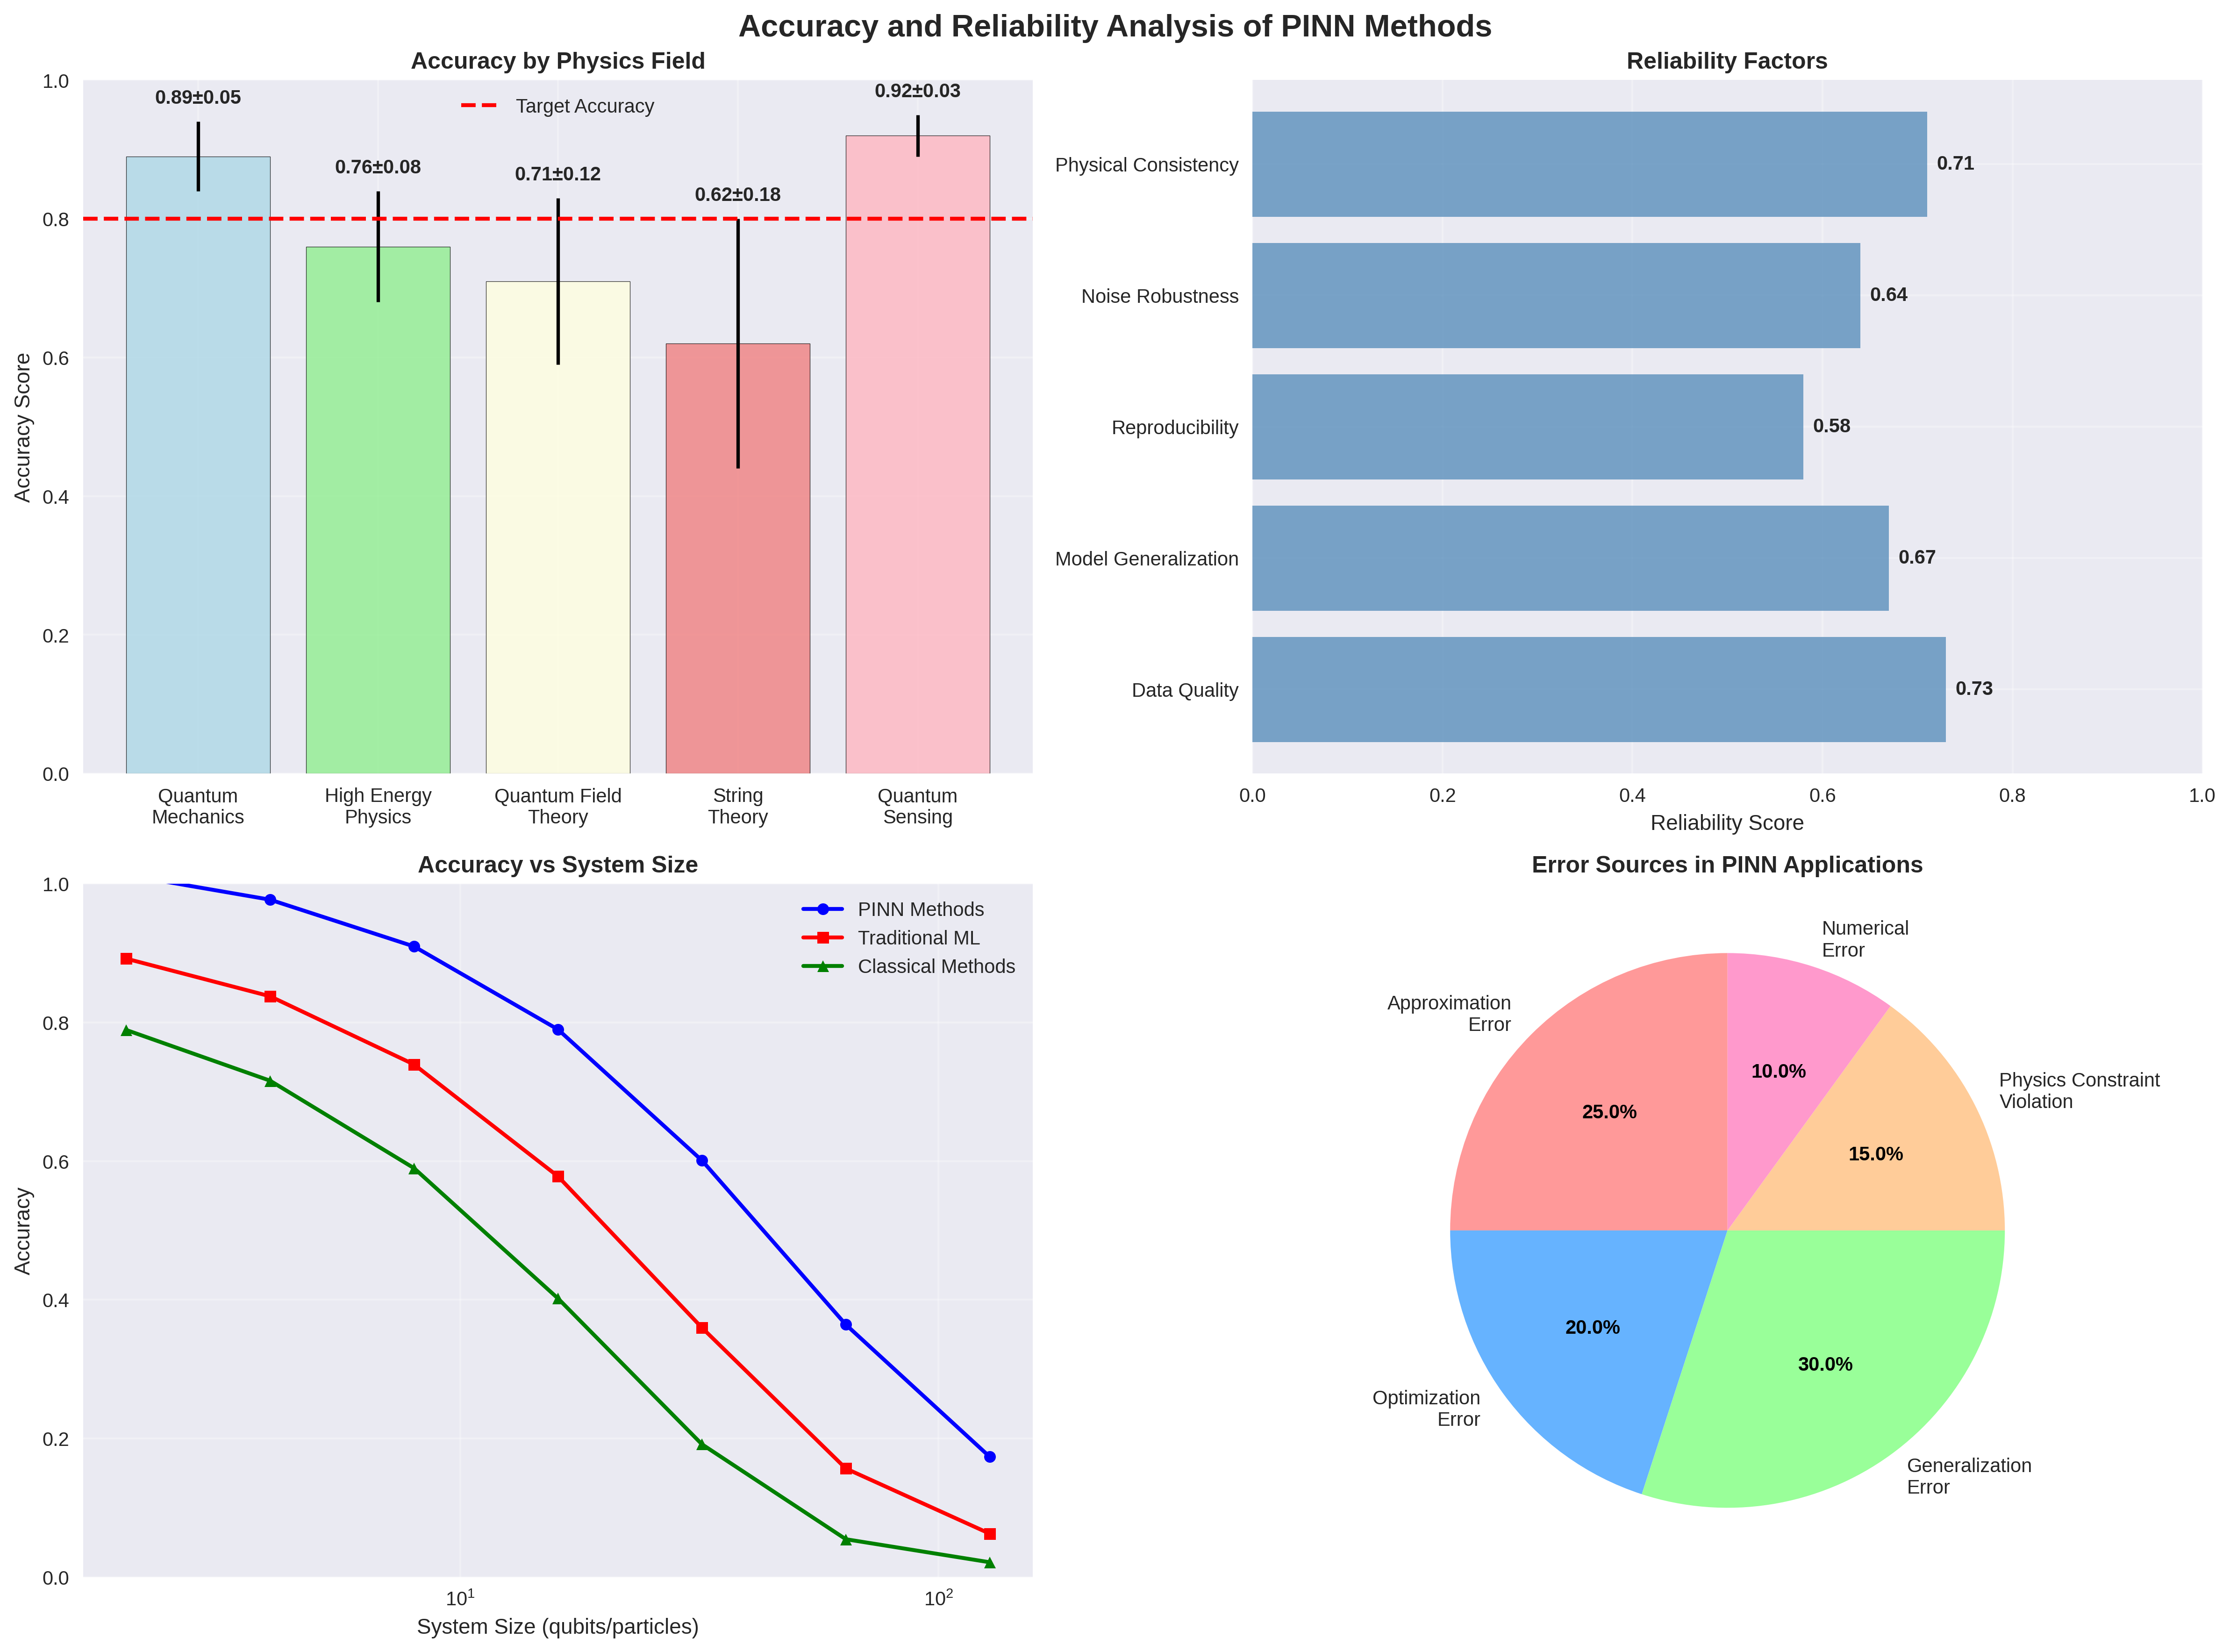 Accuracy and Reliability Analysis of PINN Methods
Accuracy by Physics Field
1.0
0.8
0.6
0.4
0.2
0.0
Accuracy Score
Target Accuracy
0.89±0.05
0.76±0.08
0.71±0.12
0.62±0.18
0.92±0.03
Quantum
Mechanics
High Energy
Physics
Quantum Field
Theory
String
Theory
Quantum
Sensing
Reliability Factors
Physical Consistency
0.71
Noise Robustness
0.64
Reproducibility
0.58
Model Generalization
0.67
Data Quality
0.73
0.0
0.2
0.4
0.6
0.8
1.0
Reliability Score
Accuracy vs System Size
1.0
0.8
0.6
0.4
0.2
0.0
Accuracy
PINN Methods
Traditional ML
Classical Methods
10¹
10²
System Size (qubits/particles)
Error Sources in PINN Applications
Numerical
Error
10.0%
Approximation
Error
25.0%
Physics Constraint
Violation
15.0%
Optimization
Error
20.0%
Generalization
Error
30.0%